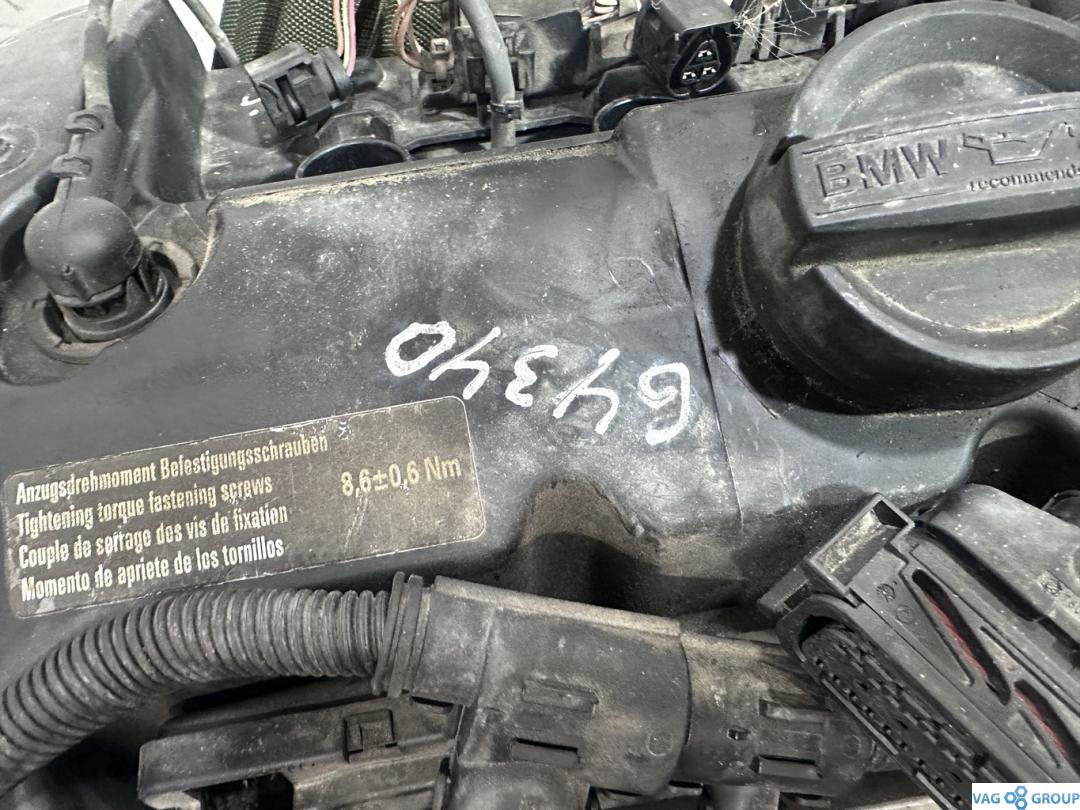 BMW
recommends
64340
Anzugsdrehmoment Befestigungsschrauben
Tightening torque fastening screws 8,6±0,6 Nm
Couple de serrage des vis de fixation
Momento de apriete de los tornillos
VAG GROUP